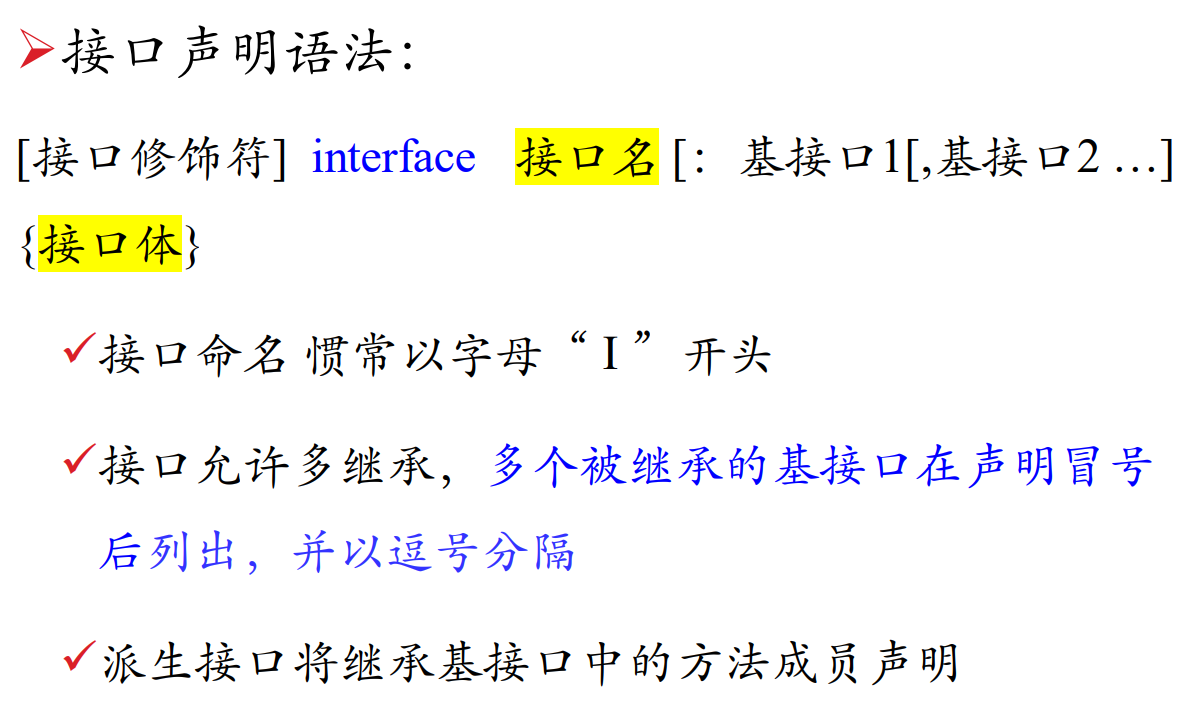 接口声明语法：
[接口修饰符] interface 接口名 [：基接口1[,基接口2 …]
{接口体}
接口命名 惯常以字母“I”开头
接口允许多继承，多个被继承的基接口在声明冒号
后列出，并以逗号分隔
派生接口将继承基接口中的方法成员声明